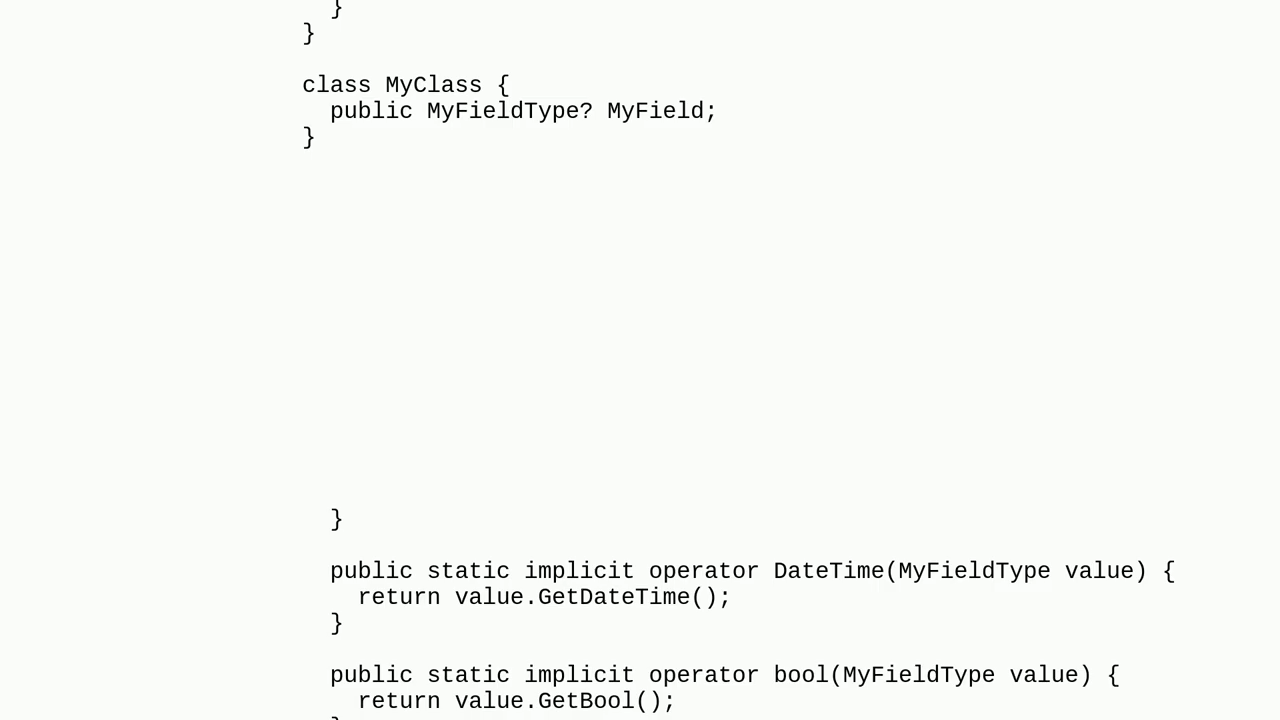 }
}
class MyClass {
public MyFieldType? MyField;
}
}
public static implicit operator DateTime(MyFieldType value) {
return value.GetDateTime();
}
public static implicit operator bool(MyFieldType value) {
return value.GetBool();
}